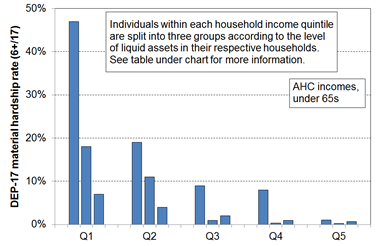 50%
Individuals within each household income quintile
are split into three groups according to the level
of liquid assets in their respective households.
See table under chart for more information.
40%
AHC incomes,
under 65s
30%
20%
10%
0%
DEP-17 material hardship rate (6+/17)
Q1 Q2 Q3 Q4 Q5